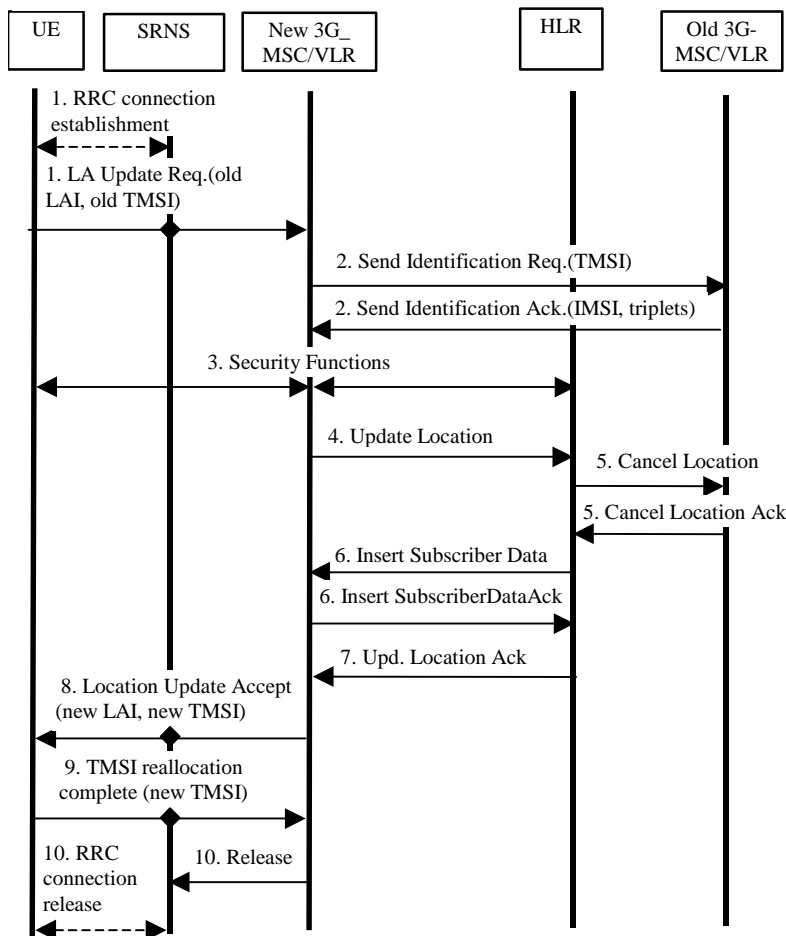 UE
SRNS
New 3G_
MSC/VLR
HLR
Old 3G-
MSC/VLR
1. RRC connection
establishment
1. LA Update Req.(old
LAI, old TMSI)
2. Send Identification Req.(TMSI)
2. Send Identification Ack.(IMSI, triplets)
3. Security Functions
4. Update Location
5. Cancel Location
5. Cancel Location Ack
6. Insert Subscriber Data
6. Insert SubscriberDataAck
7. Upd. Location Ack
8. Location Update Accept
(new LAI, new TMSI)
9. TMSI reallocation
complete (new TMSI)
10. RRC
connection
release
10. Release